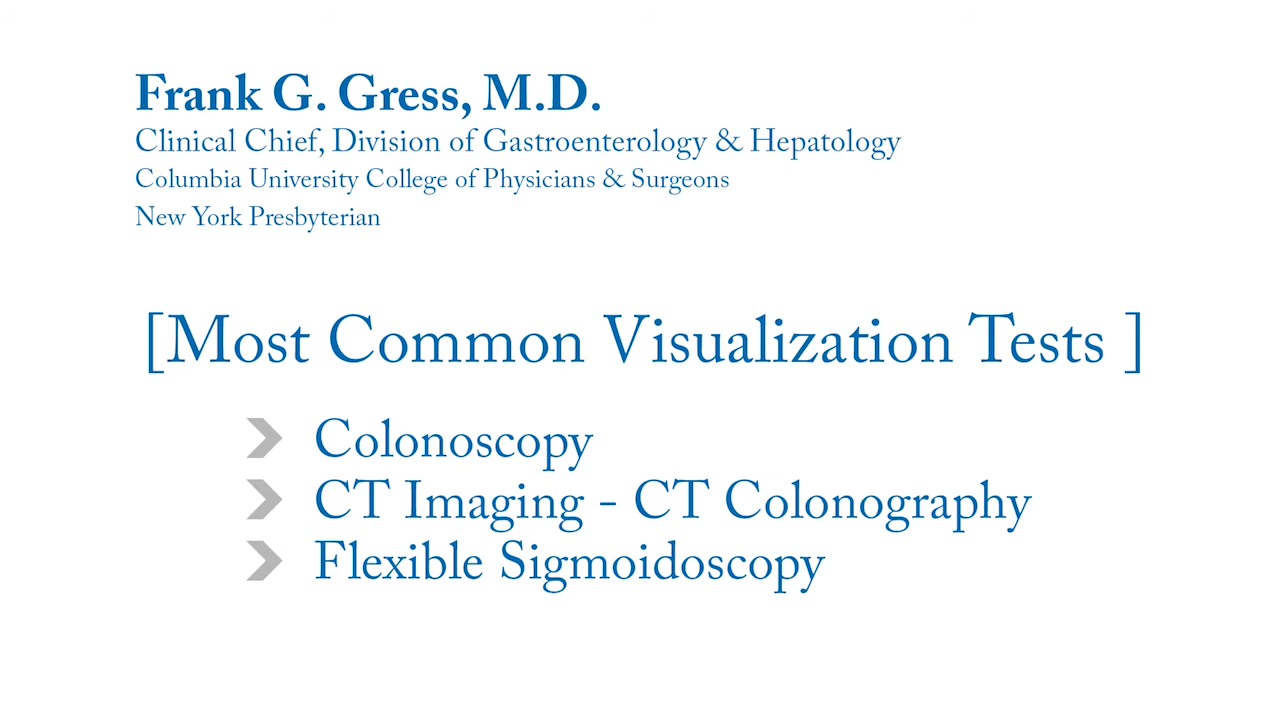 Frank G. Gress, M.D.
Clinical Chief, Division of Gastroenterology & Hepatology
Columbia University College of Physicians & Surgeons
New York Presbyterian
[Most Common Visualization Tests ]
Colonoscopy
CT Imaging - CT Colonography
Flexible Sigmoidoscopy